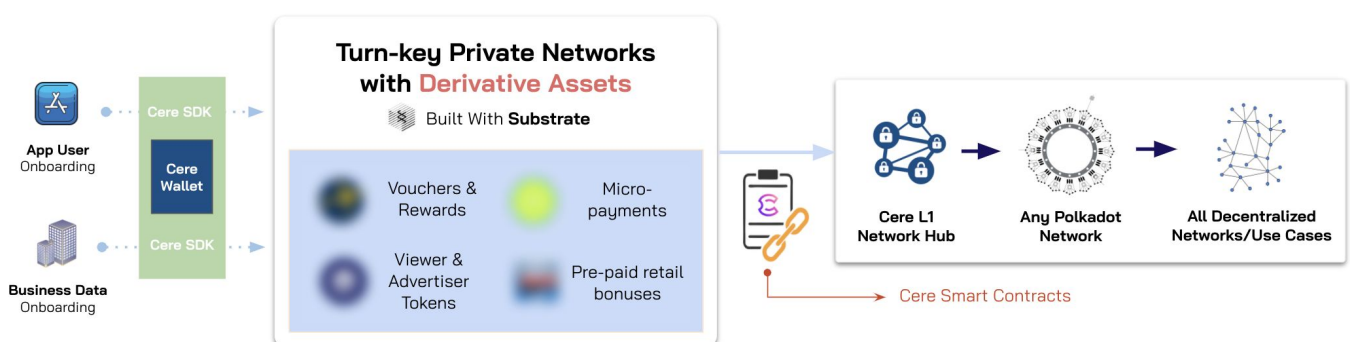 App User
Onboarding
Business Data
Onboarding
Cere SDK
Cere
Wallet
Cere SDK
Turn-key Private Networks
with Derivative Assets
Built With Substrate
Vouchers &
Rewards
Micro-
payments
Viewer &
Advertiser
Tokens
Pre-paid retail
bonuses
Cere Smart Contracts
Cere L1
Network Hub
Any Polkadot
Network
All Decentralized
Networks/Use Cases